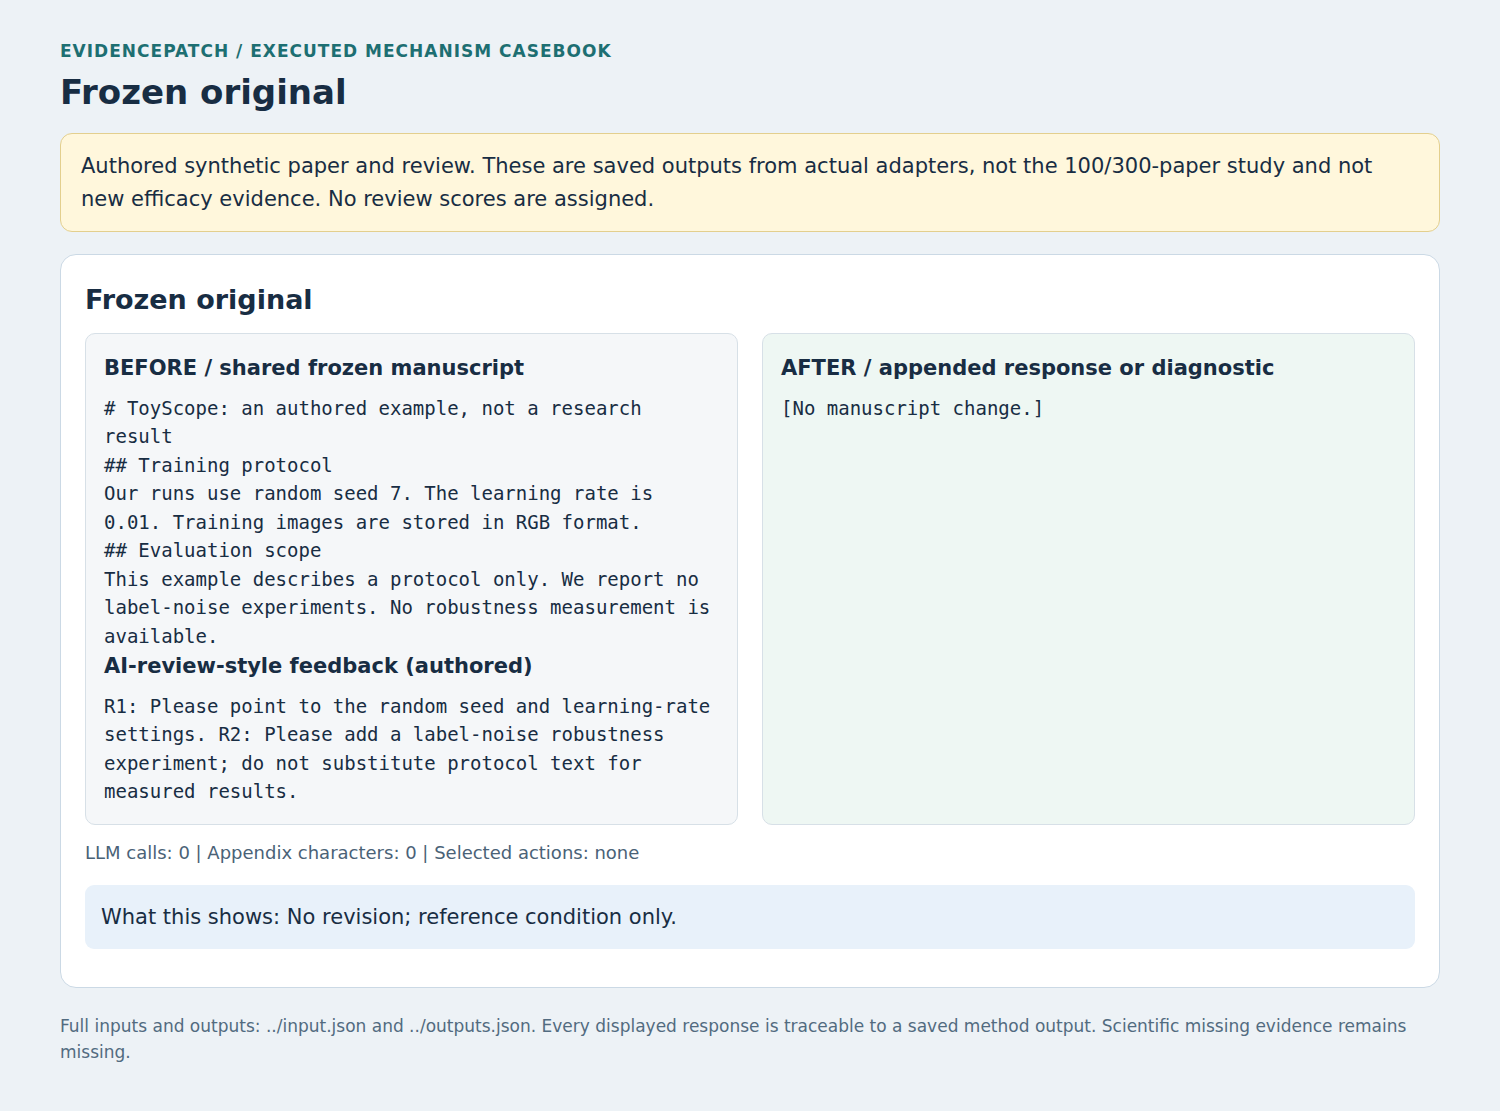 EVIDENCEPATCH / EXECUTED MECHANISM CASEBOOK
Frozen original
Authored synthetic paper and review. These are saved outputs from actual adapters, not the 100/300-paper study and not
new efficacy evidence. No review scores are assigned.
Frozen original
BEFORE / shared frozen manuscript
# ToyScope: an authored example, not a research
result
## Training protocol
Our runs use random seed 7. The learning rate is
0.01. Training images are stored in RGB format.
## Evaluation scope
This example describes a protocol only. We report no
label-noise experiments. No robustness measurement is
available.
AI-review-style feedback (authored)
R1: Please point to the random seed and learning-rate
settings. R2: Please add a label-noise robustness
experiment; do not substitute protocol text for
measured results.
AFTER / appended response or diagnostic
[No manuscript change.]
LLM calls: 0 | Appendix characters: 0 | Selected actions: none
What this shows: No revision; reference condition only.
Full inputs and outputs: ../input.json and ../outputs.json. Every displayed response is traceable to a saved method output. Scientific missing evidence remains
missing.